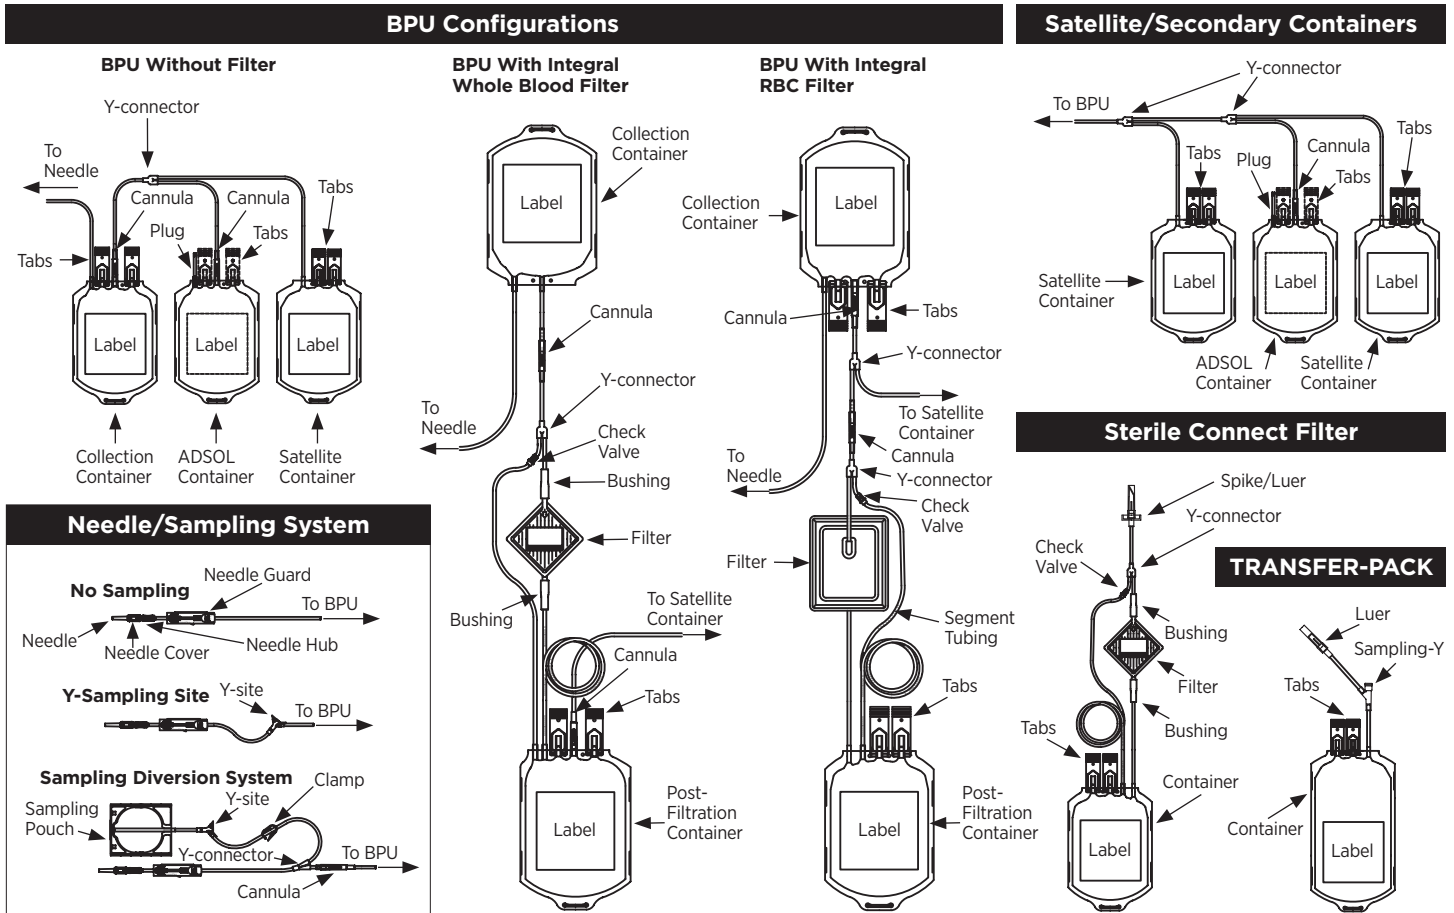 BPU Configurations
BPU Without Filter
Y-connector
To
Needle
Cannula
Cannula
Tabs
Plug
Tabs
Tabs
Label
Label
Label
Collection
Container
ADSOL
Container
Satellite
Container
BPU With Integral
Whole Blood Filter
Collection
Container
Label
Cannula
Y-connector
To
Needle
Check
Valve
Bushing
Filter
Bushing
To Satellite
Container
Cannula
Tabs
Label
Post-
Filtration
Container
BPU With Integral
RBC Filter
Collection
Container
Label
Cannula
Tabs
Y-connector
To Satellite
Container
Cannula
To
Needle
Y-connector
Check
Valve
Filter
Segment
Tubing
Tabs
Label
Post-
Filtration
Container
Satellite/Secondary Containers
Y-connector
To BPU
Tabs
Cannula
Tabs
Plug
Tabs
Satellite
Container
Label
Label
Label
ADSOL
Container
Satellite
Container
Needle/Sampling System
No Sampling
Needle Guard
To BPU
Needle
Needle Cover
Needle Hub
Y-Sampling Site
Y-site
To BPU
Sampling Diversion System
Clamp
Sampling
Pouch
Y-site
Y-connector
To BPU
Cannula
Sterile Connect Filter
Spike/Luer
Y-connector
Check
Valve
Bushing
Filter
Bushing
Tabs
Container
Label
TRANSFER-PACK
Luer
Sampling-Y
Tabs
Container
Label